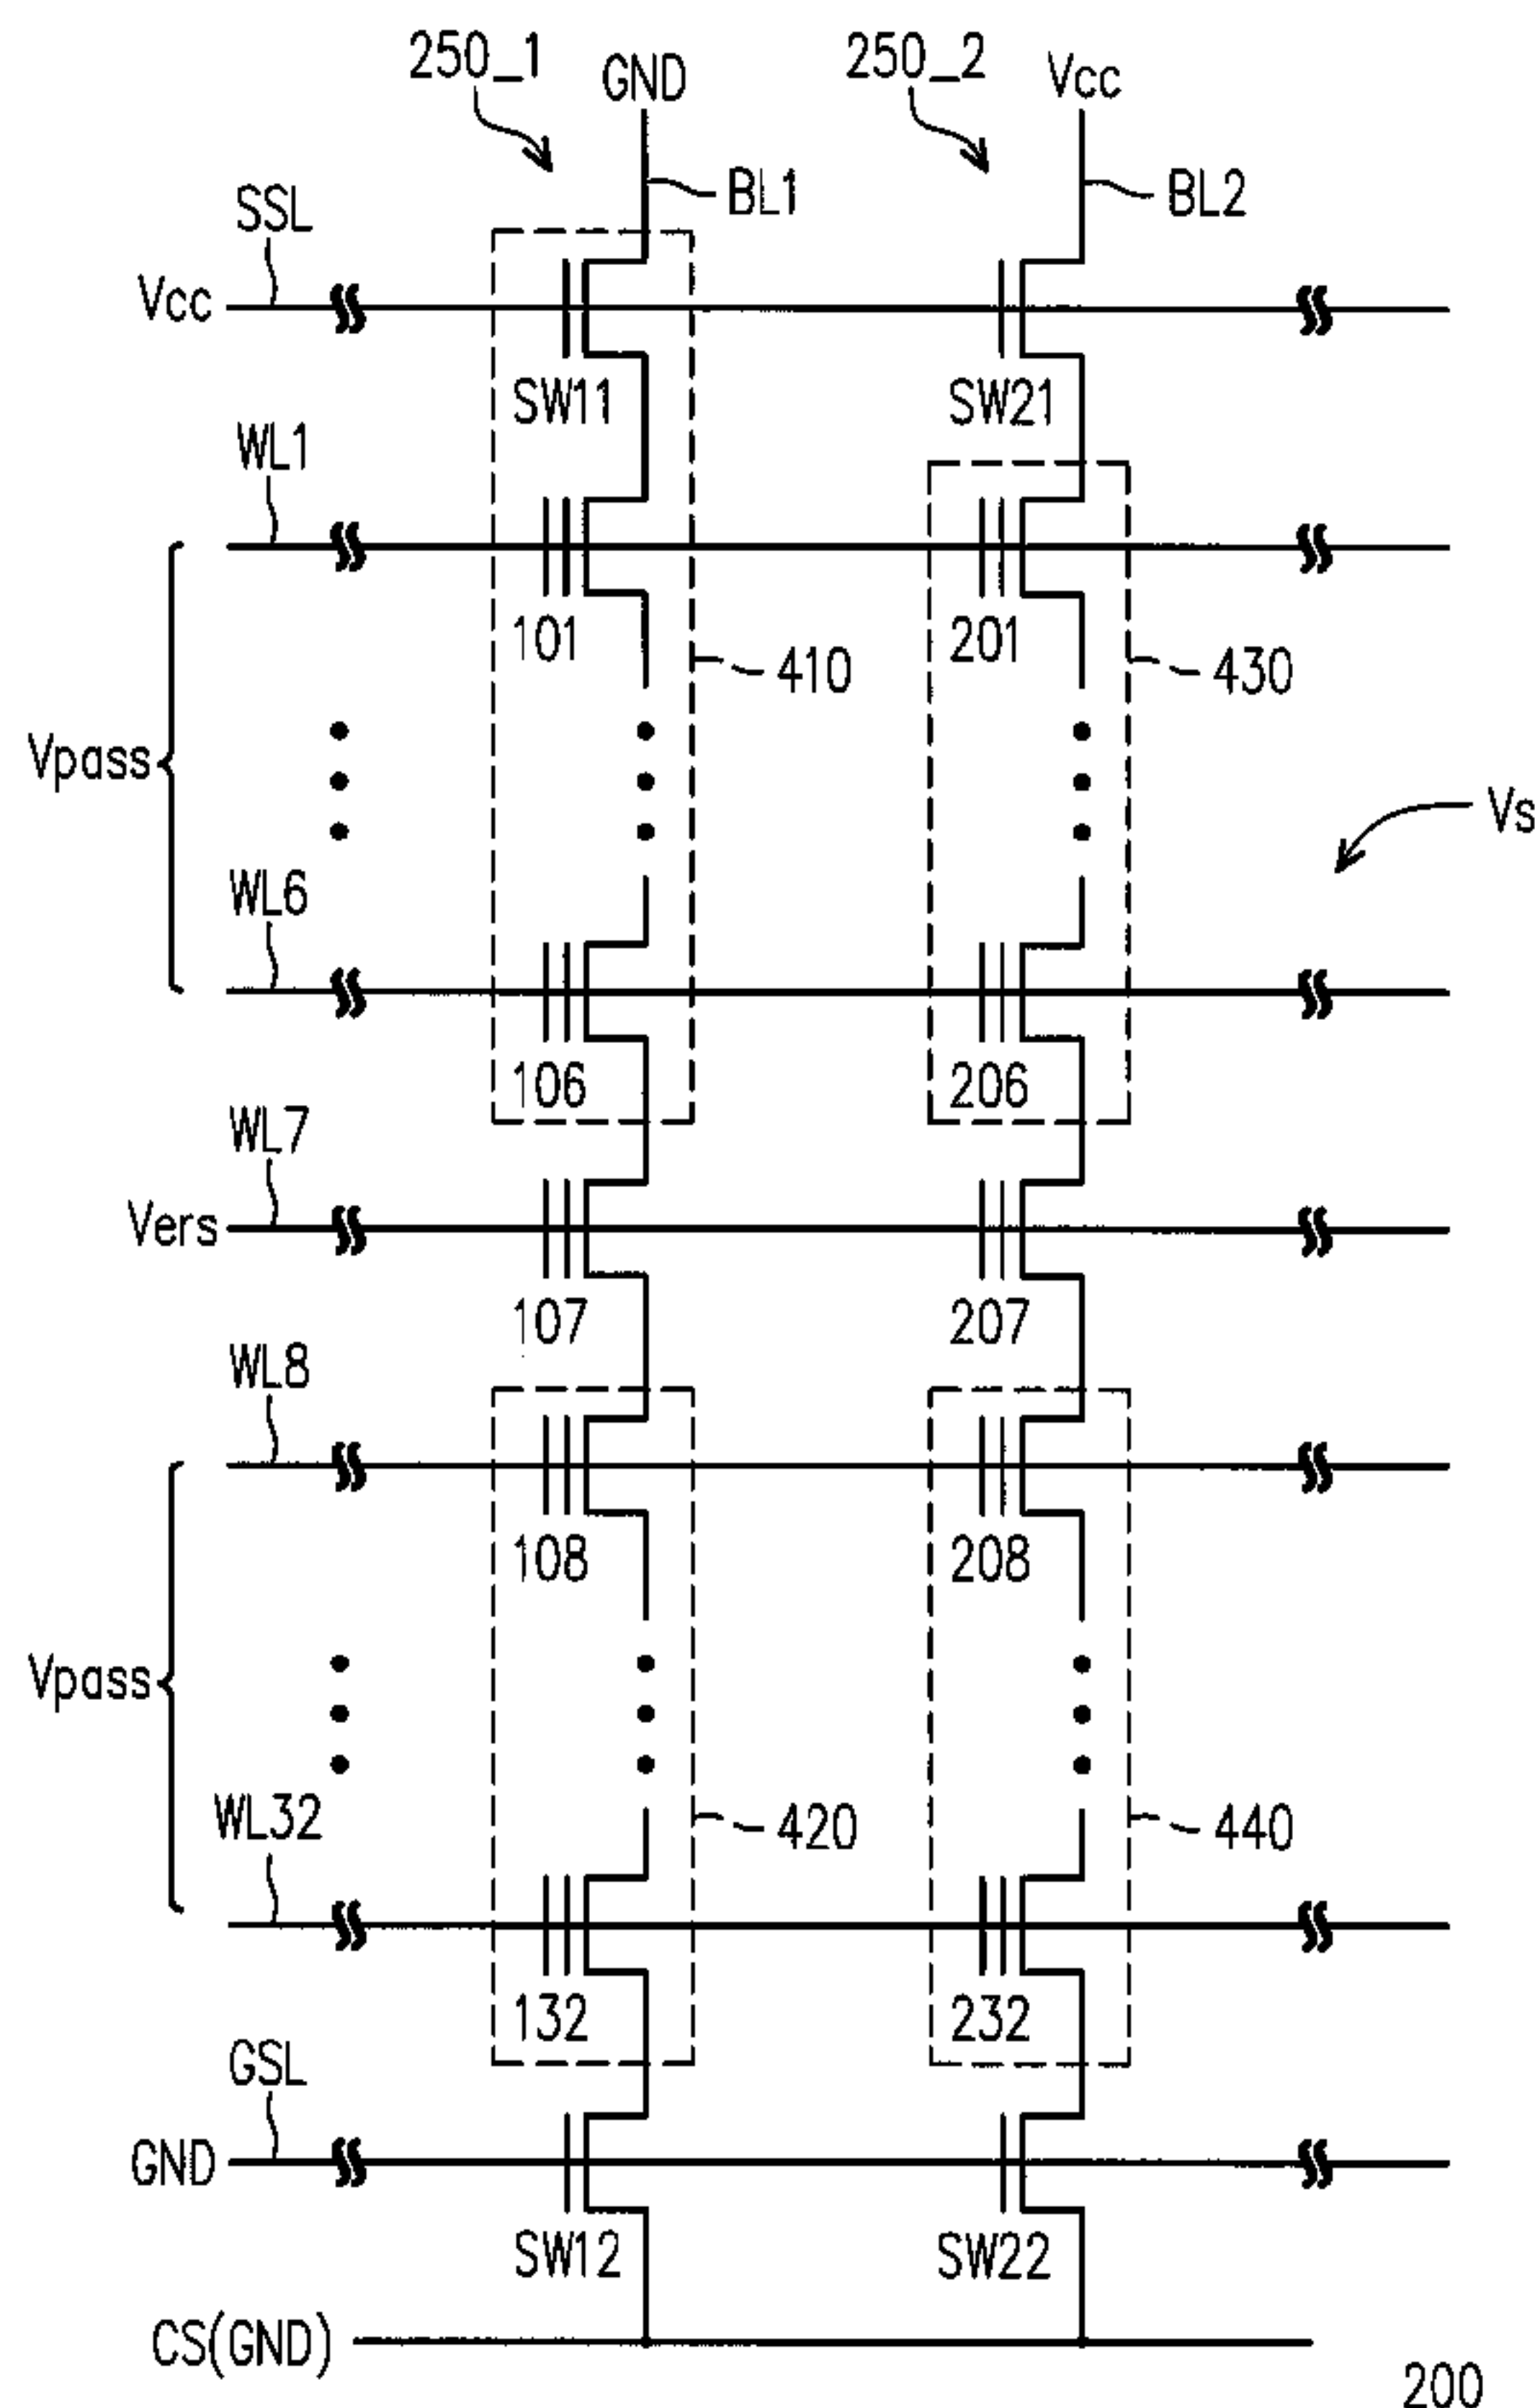 250_1 GND 250_2 Vcc
BL1 BL2
SSL
Vcc
SW11 SW21
WL1
101 201
410 430
Vpass
Vs
WL6
106 206
WL7
Vers
107 207
WL8
108 208
Vpass
WL32
420 440
132 232
GSL
GND
SW12 SW22
CS(GND)
200